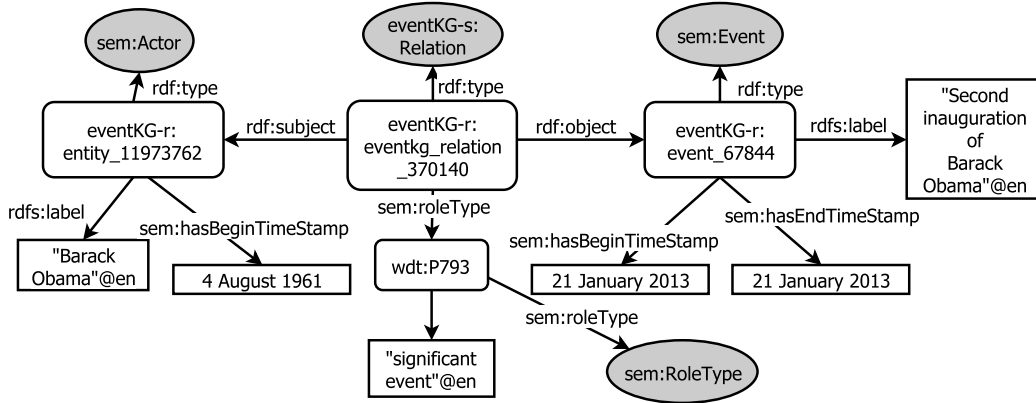 sem:Actor
eventKG-s:
Relation
sem:Event
rdf:type
rdf:type
rdf:type
eventKG-r:
entity_11973762
rdf:subject
eventKG-r:
eventkg_relation
_370140
rdf:object
eventKG-r:
event_67844
rdfs:label
"Second
inauguration
of
Barack
Obama"@en
rdfs:label
sem:hasBeginTimeStamp
sem:roleType
sem:hasBeginTimeStamp
sem:hasEndTimeStamp
"Barack
Obama"@en
4 August 1961
wdt:P793
21 January 2013
21 January 2013
sem:roleType
"significant
event"@en
sem:RoleType